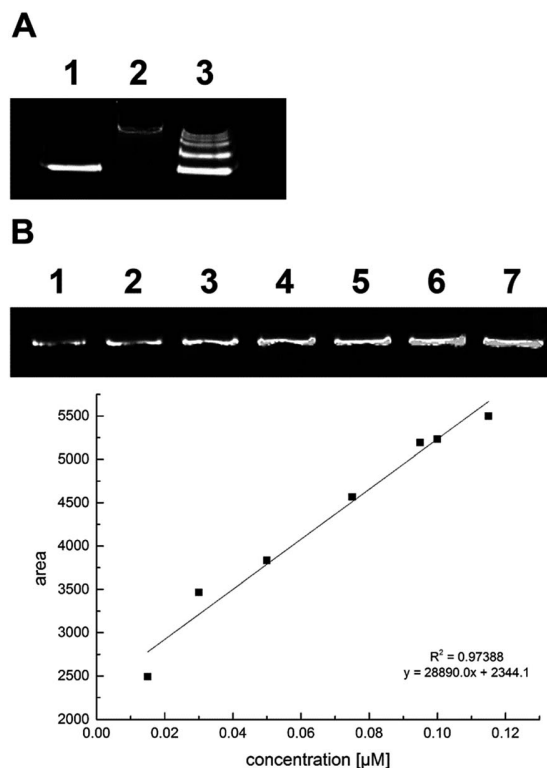 A
1 2 3
B
1 2 3 4 5 6 7
5500
5000
4500
4000
3500
3000
2500
2000
area
R² = 0.97388
y = 28890.0x + 2344.1
0.00 0.02 0.04 0.06 0.08 0.10 0.12
concentration [µM]